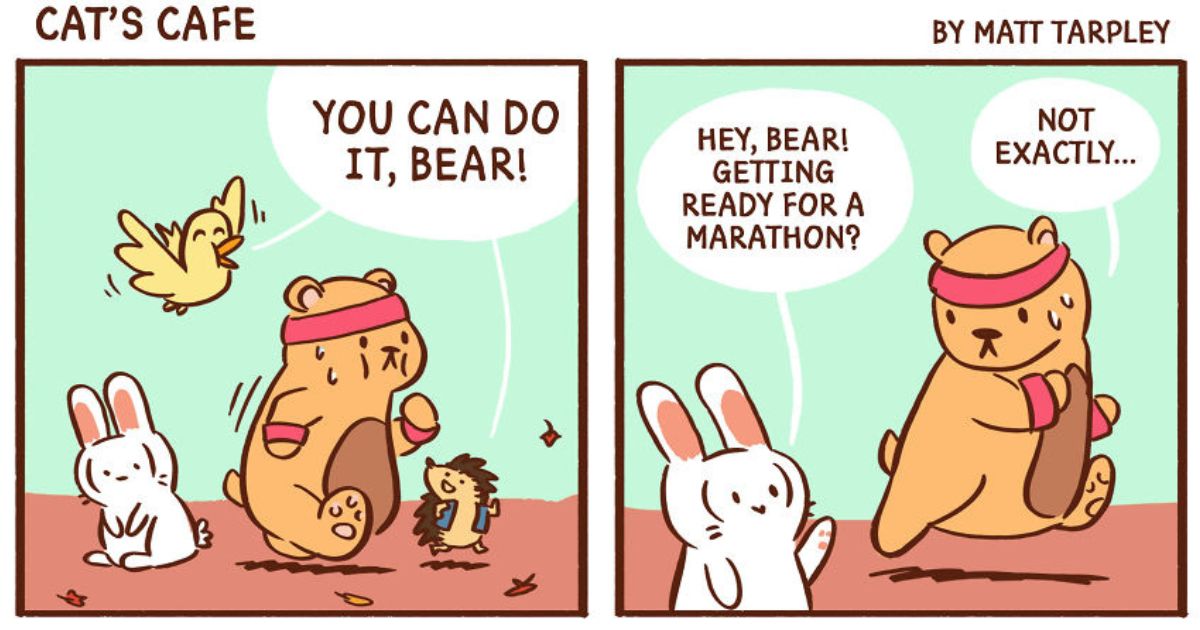 CAT'S CAFE
BY MATT TARPLEY
YOU CAN DO
IT, BEAR!
HEY, BEAR!
GETTING
READY FOR A
MARATHON?
NOT
EXACTLY...